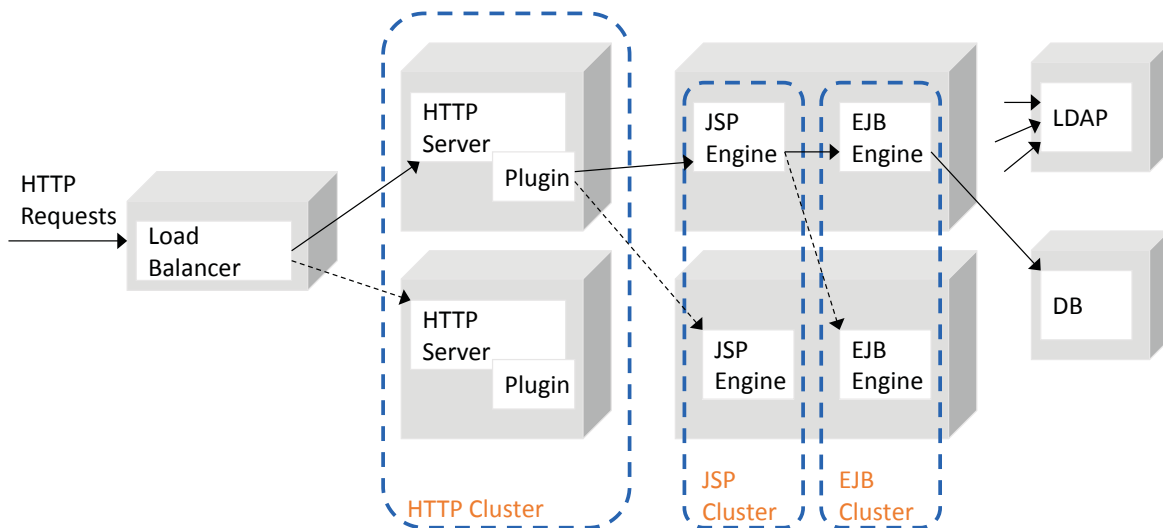 HTTP
Requests
Load
Balancer
HTTP
Server
Plugin
HTTP
Server
Plugin
HTTP Cluster
JSP
Engine
EJB
Engine
JSP
Engine
EJB
Engine
JSP
Cluster
EJB
Cluster
LDAP
DB